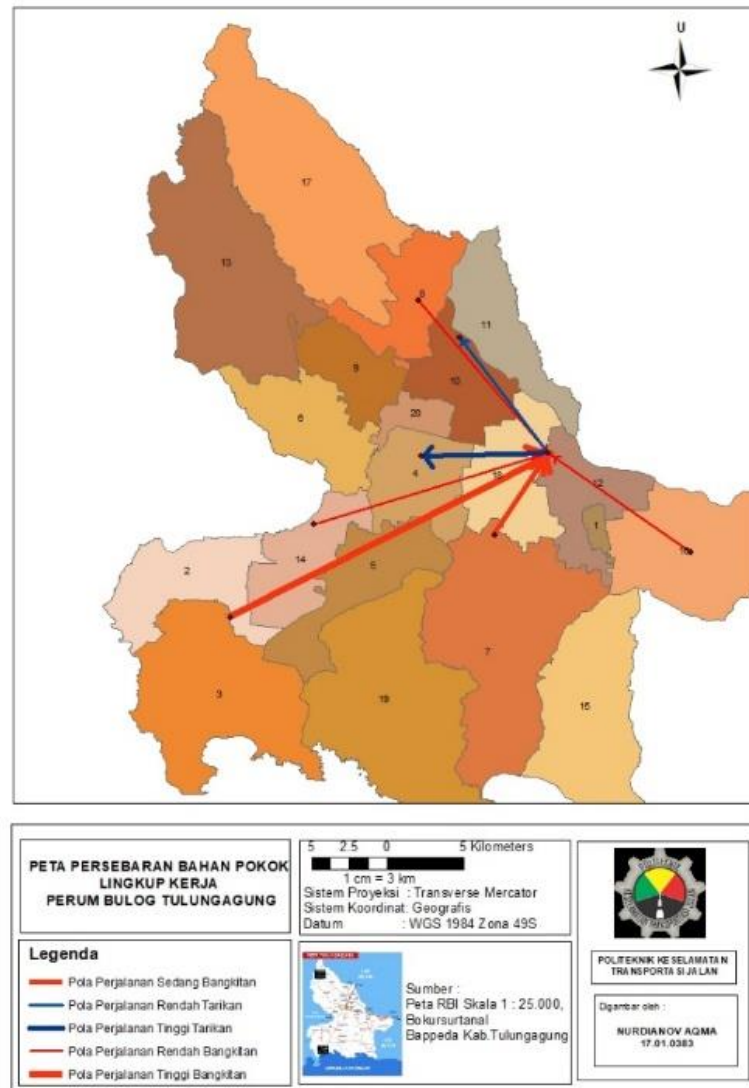 U
17
13
8
11
9
10
6
20
4
18
12
1
16
14
2
5
7
3
19
15
PETA PERSEBARAN BAHAN POKOK
LINGKUP KERJA
PERUM BULOG TULUNGAGUNG
5 2.5 0 5 Kilometers
1 cm = 3 km
Sistem Proyeksi : Transverse Mercator
Sistem Koordinat : Geografis
Datum : WGS 1984 Zona 49S
Legenda
Pola Perjalanan Sedang Bangkitan
Pola Perjalanan Rendah Tarikan
Pola Perjalanan Tinggi Tarikan
Pola Perjalanan Rendah Bangkitan
Pola Perjalanan Tinggi Bangkitan
Sumber :
Peta RBI Skala 1 : 25.000,
Bokursurtanal
Bappeda Kab.Tulungagung
POLITEKNIK KESELAMATAN
TRANSPORTASI JALAN
Digambar oleh :
NURDIANOV AQMA
17.01.0383